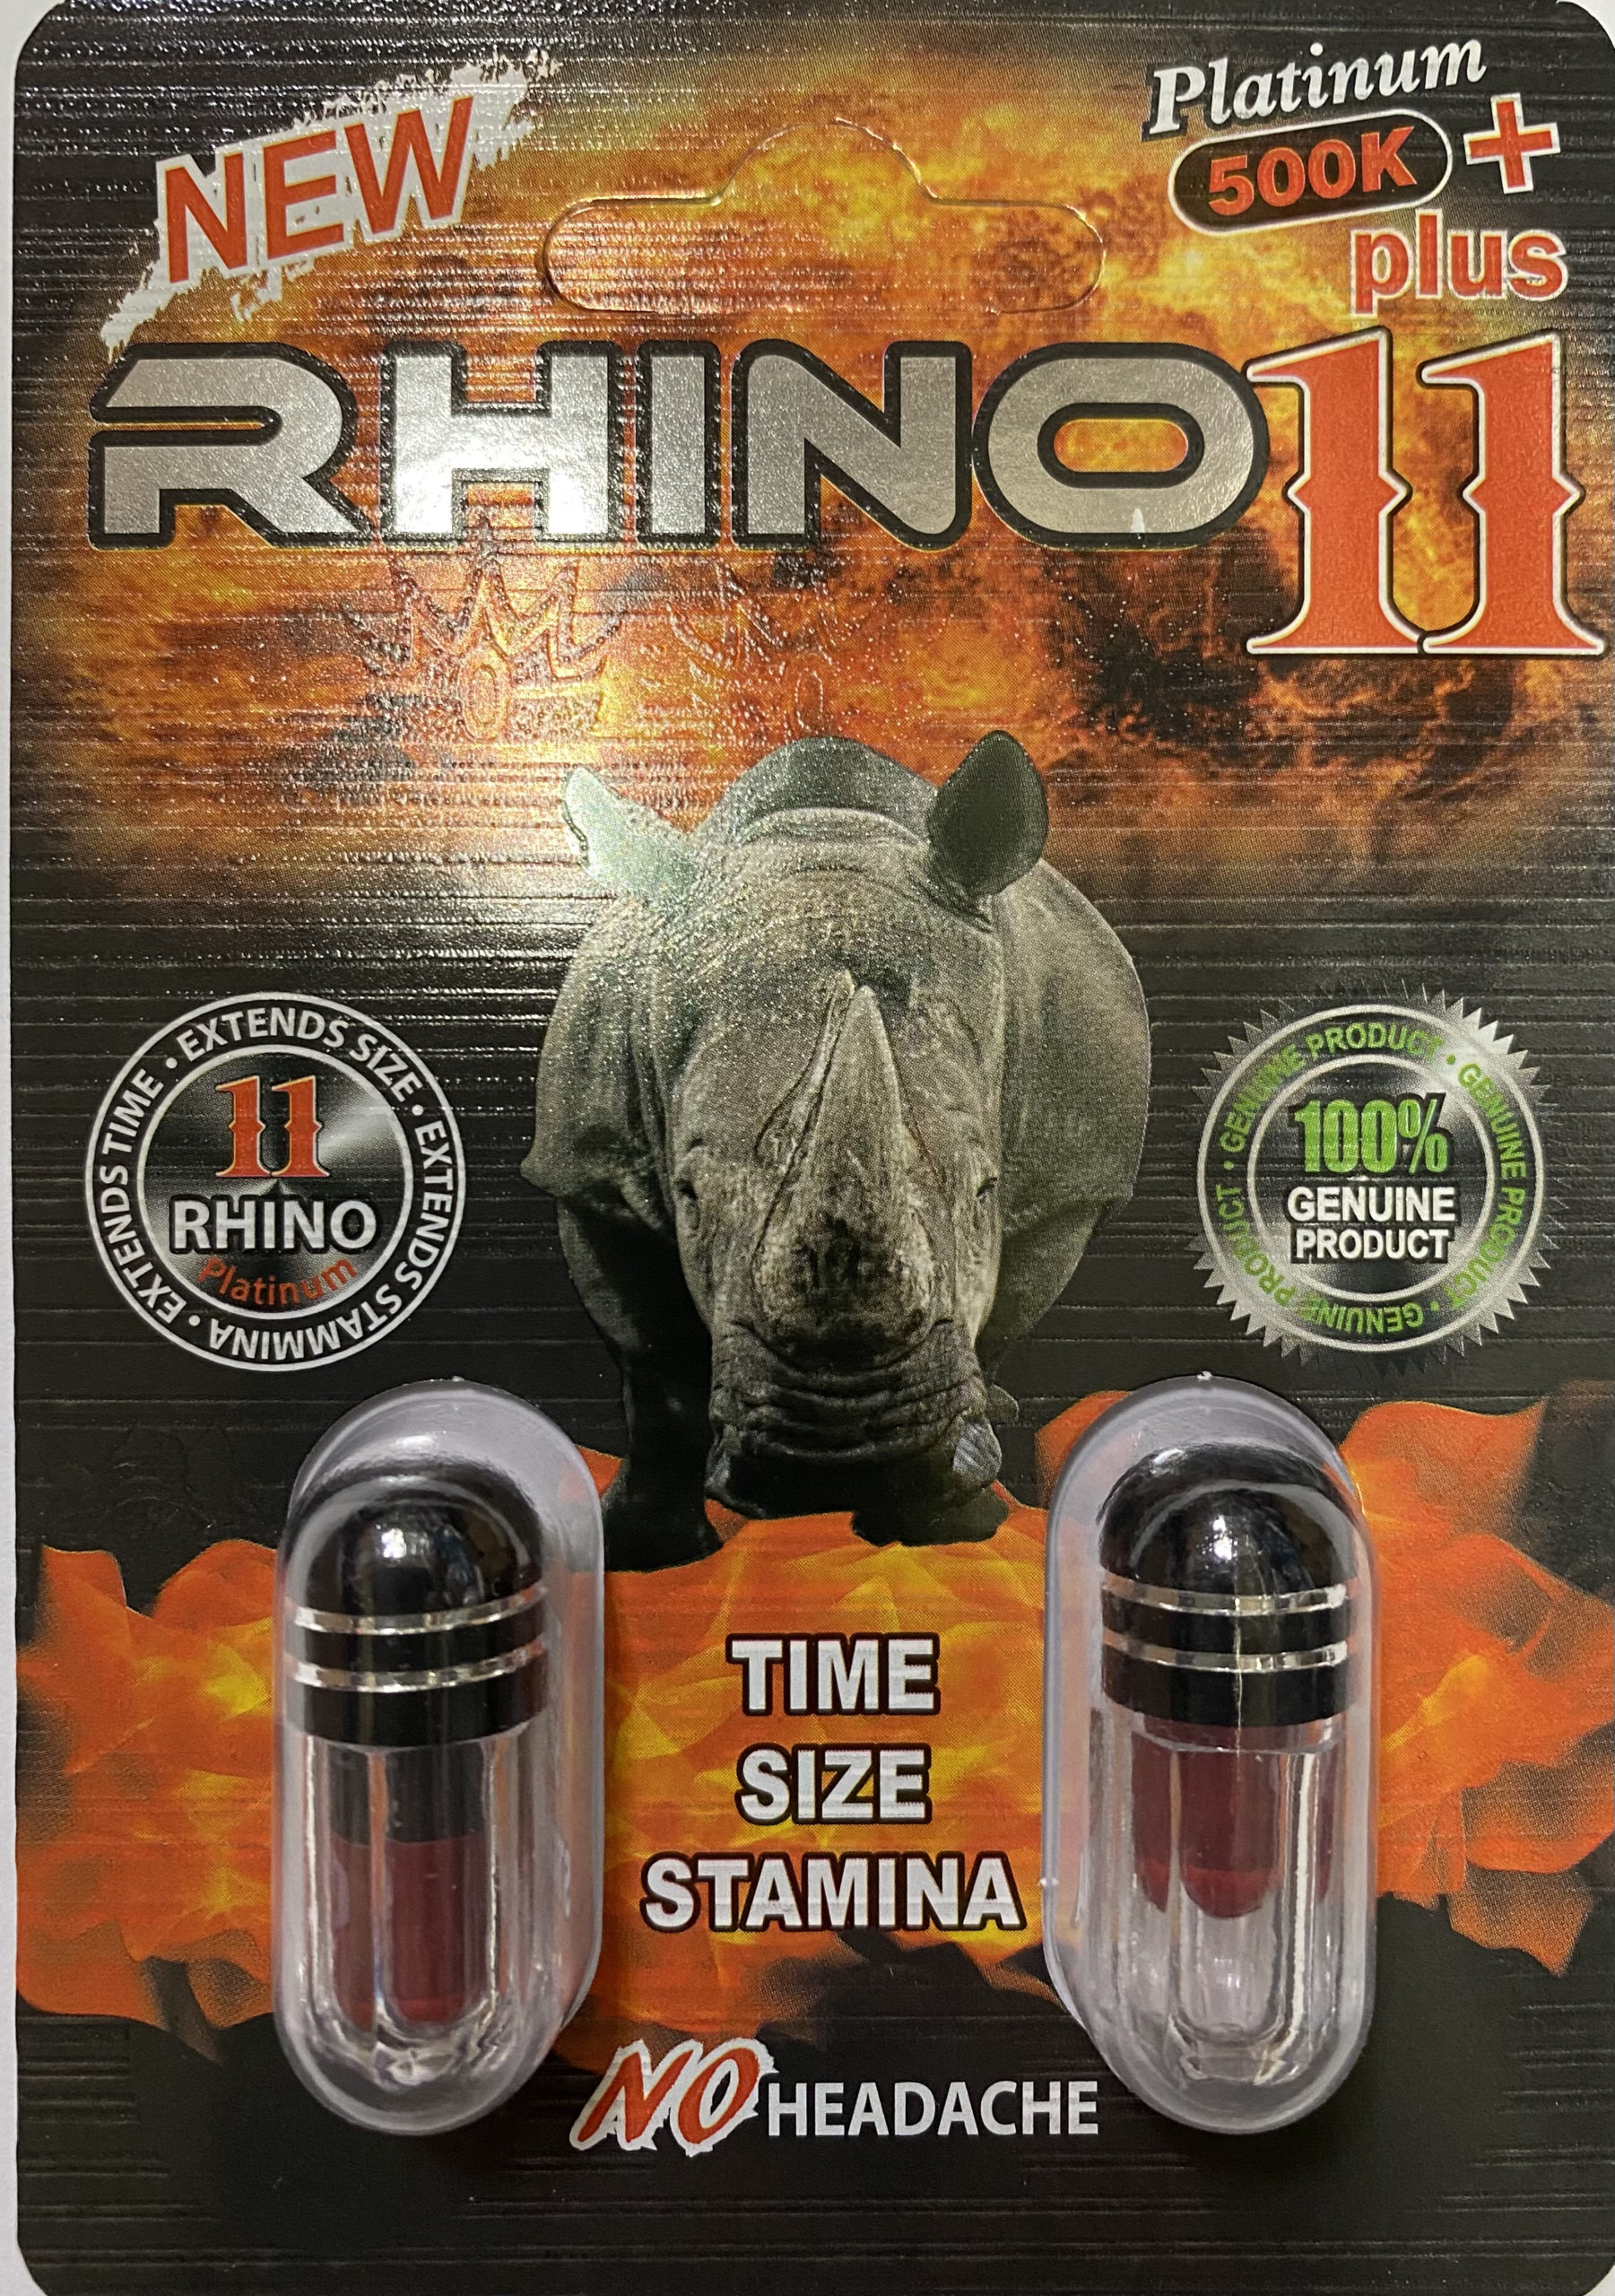 NEW
Platinum
500K +
plus
RHINO 11
EXTENDS TIME • EXTENDS SIZE • EXTENDS STAMMINA •
11
RHINO
Platinum
GENUINE PRODUCT • GENUINE PRODUCT • GENUINE PRODUCT •
100%
GENUINE
PRODUCT
TIME
SIZE
STAMINA
NO HEADACHE